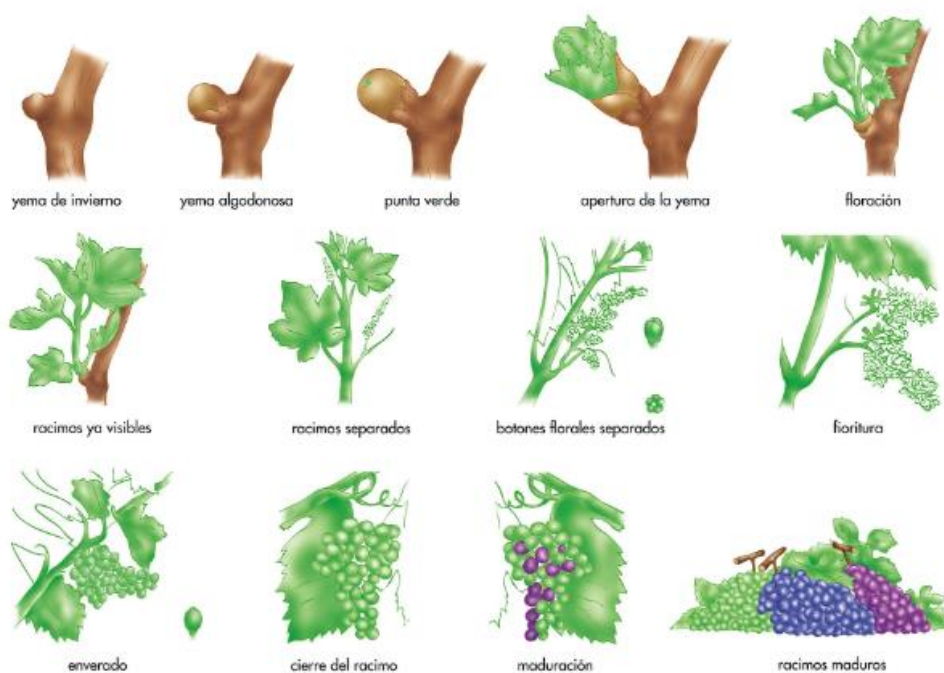 yema de invierno
yema algodonosa
punta verde
apertura de la yema
floración
racimos ya visibles
racimos separados
botones florales separados
fioritura
enverado
cierre del racimo
maduración
racimos maduros